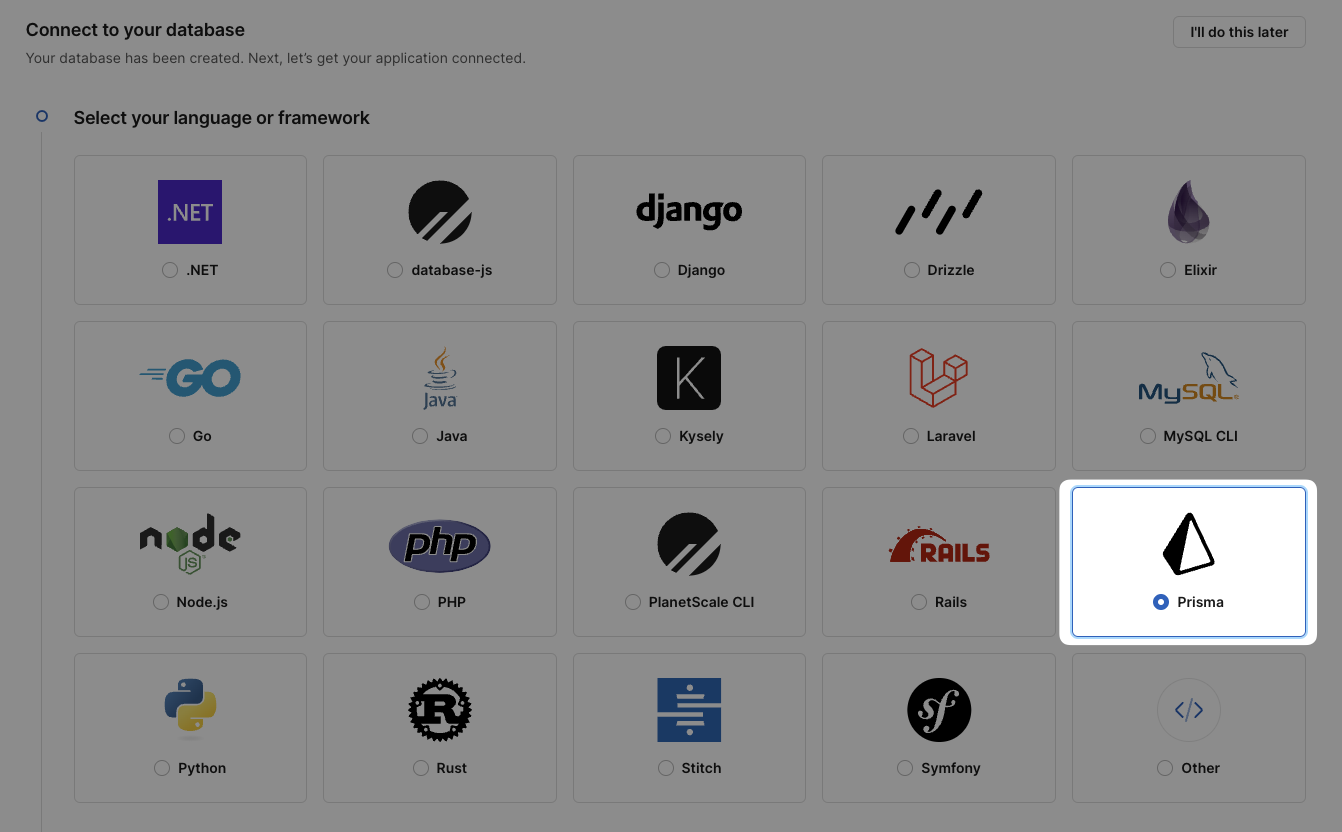 Connect to your database
I'll do this later
Your database has been created. Next, let's get your application connected.
Select your language or framework
.NET
django
.NET
database-js
Django
Drizzle
Elixir
GO
Java
K
MySQL
Go
Java
Kysely
Laravel
MySQL CLI
node
JS
php
RAILS
Node.js
PHP
PlanetScale CLI
Rails
Prisma
R
sf
</>
Python
Rust
Stitch
Symfony
Other